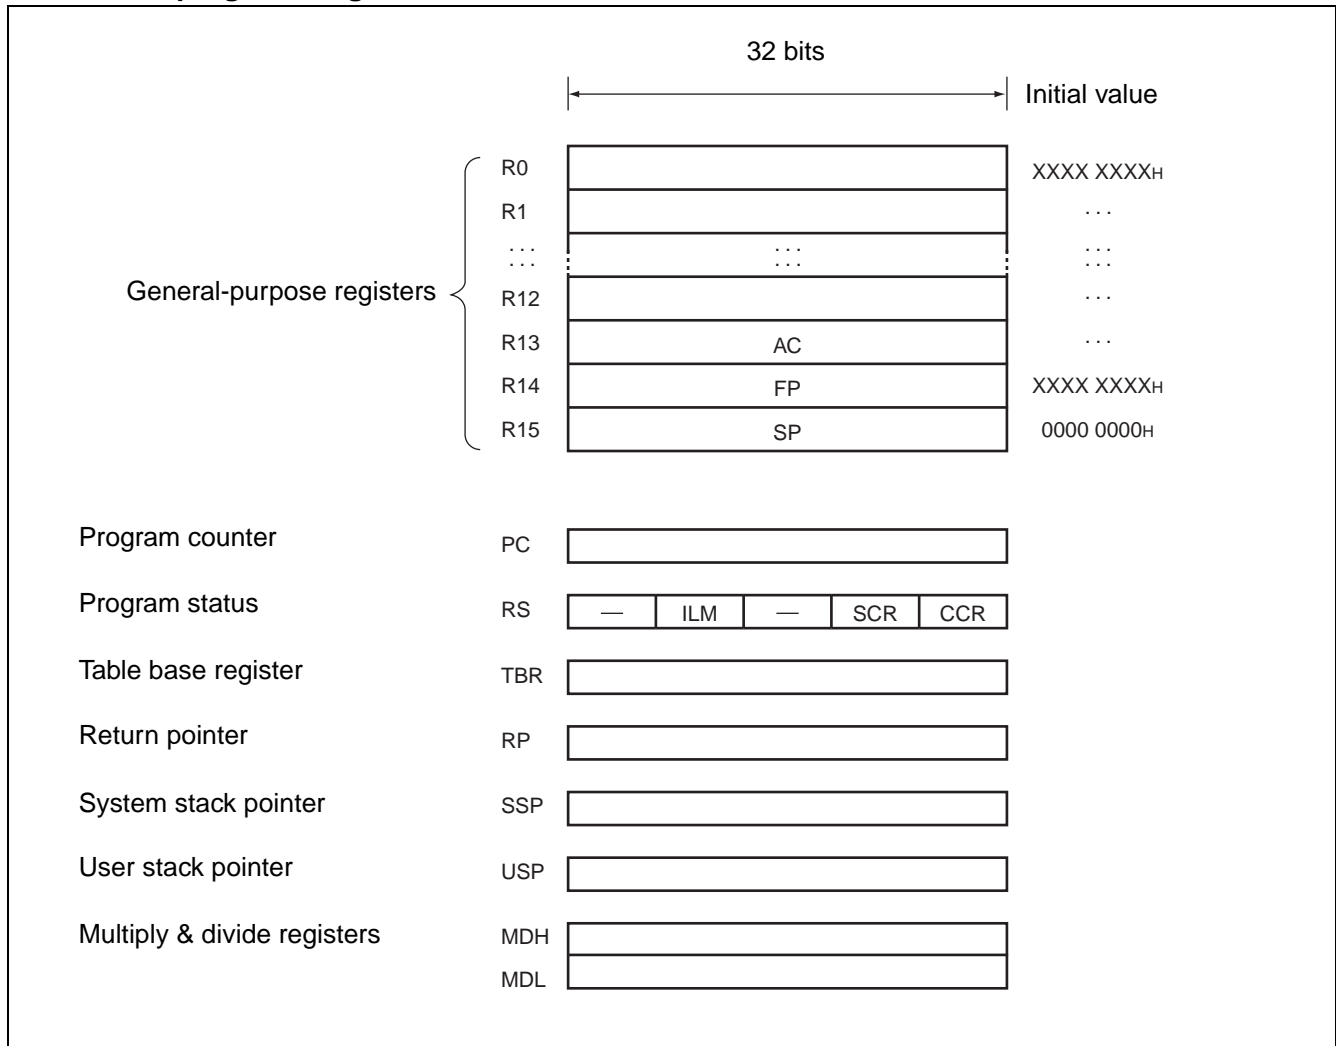 32 bits
Initial value
R0 XXXX XXXXH
R1 ...
... ... ...
... ... ...
General-purpose registers R12 ...
R13 AC ...
R14 FP XXXX XXXXH
R15 SP 0000 0000H
Program counter PC
Program status RS — ILM — SCR CCR
Table base register TBR
Return pointer RP
System stack pointer SSP
User stack pointer USP
Multiply & divide registers MDH
MDL